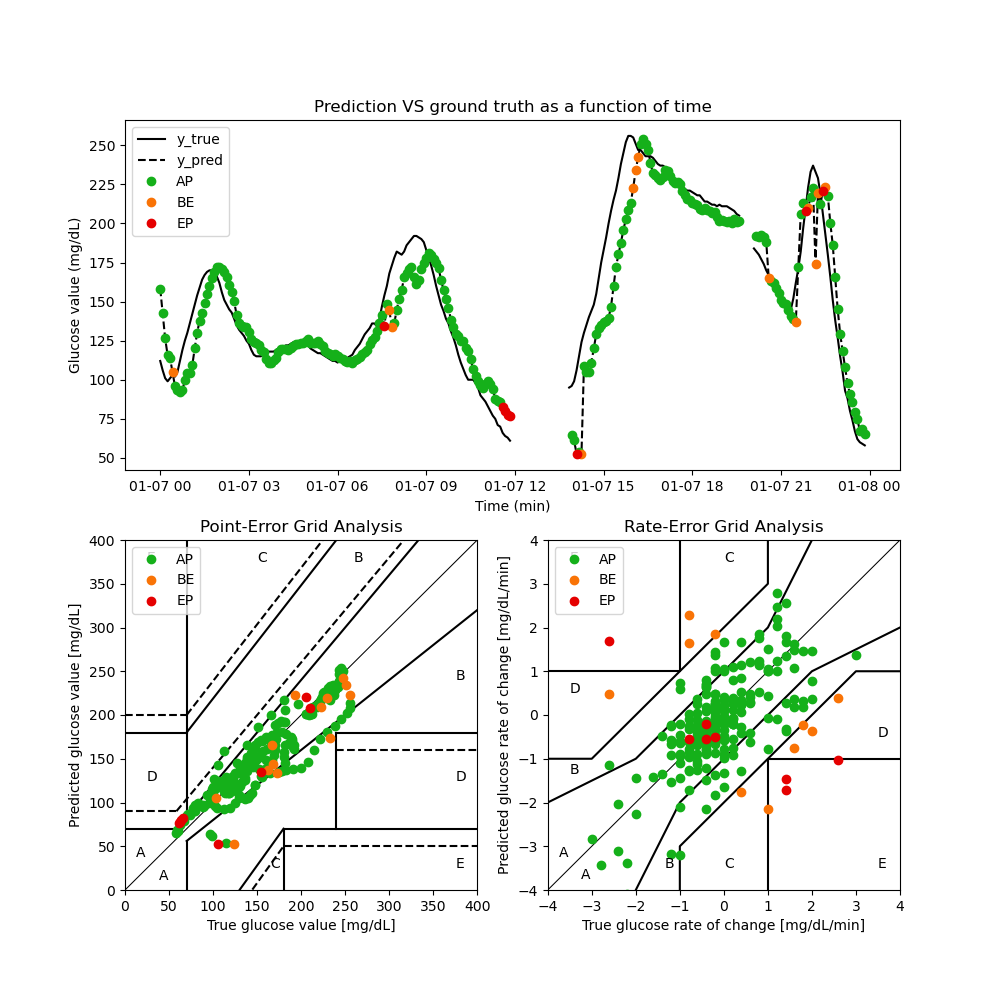 Prediction VS ground truth as a function of time
Glucose value (mg/dL)
250
225
200
175
150
125
100
75
50
y_true
y_pred
AP
BE
EP
01-07 00 01-07 03 01-07 06 01-07 09 01-07 12 01-07 15 01-07 18 01-07 21 01-08 00
Time (min)
Point-Error Grid Analysis
Predicted glucose value [mg/dL]
400
350
300
250
200
150
100
50
0
AP
BE
EP
C B
B
D D
A
A C E
0 50 100 150 200 250 300 350 400
True glucose value [mg/dL]
Rate-Error Grid Analysis
Predicted glucose rate of change [mg/dL/min]
4
3
2
1
0
−1
−2
−3
−4
AP
BE
EP
C
D
D
B
A
A B C E
−4 −3 −2 −1 0 1 2 3 4
True glucose rate of change [mg/dL/min]